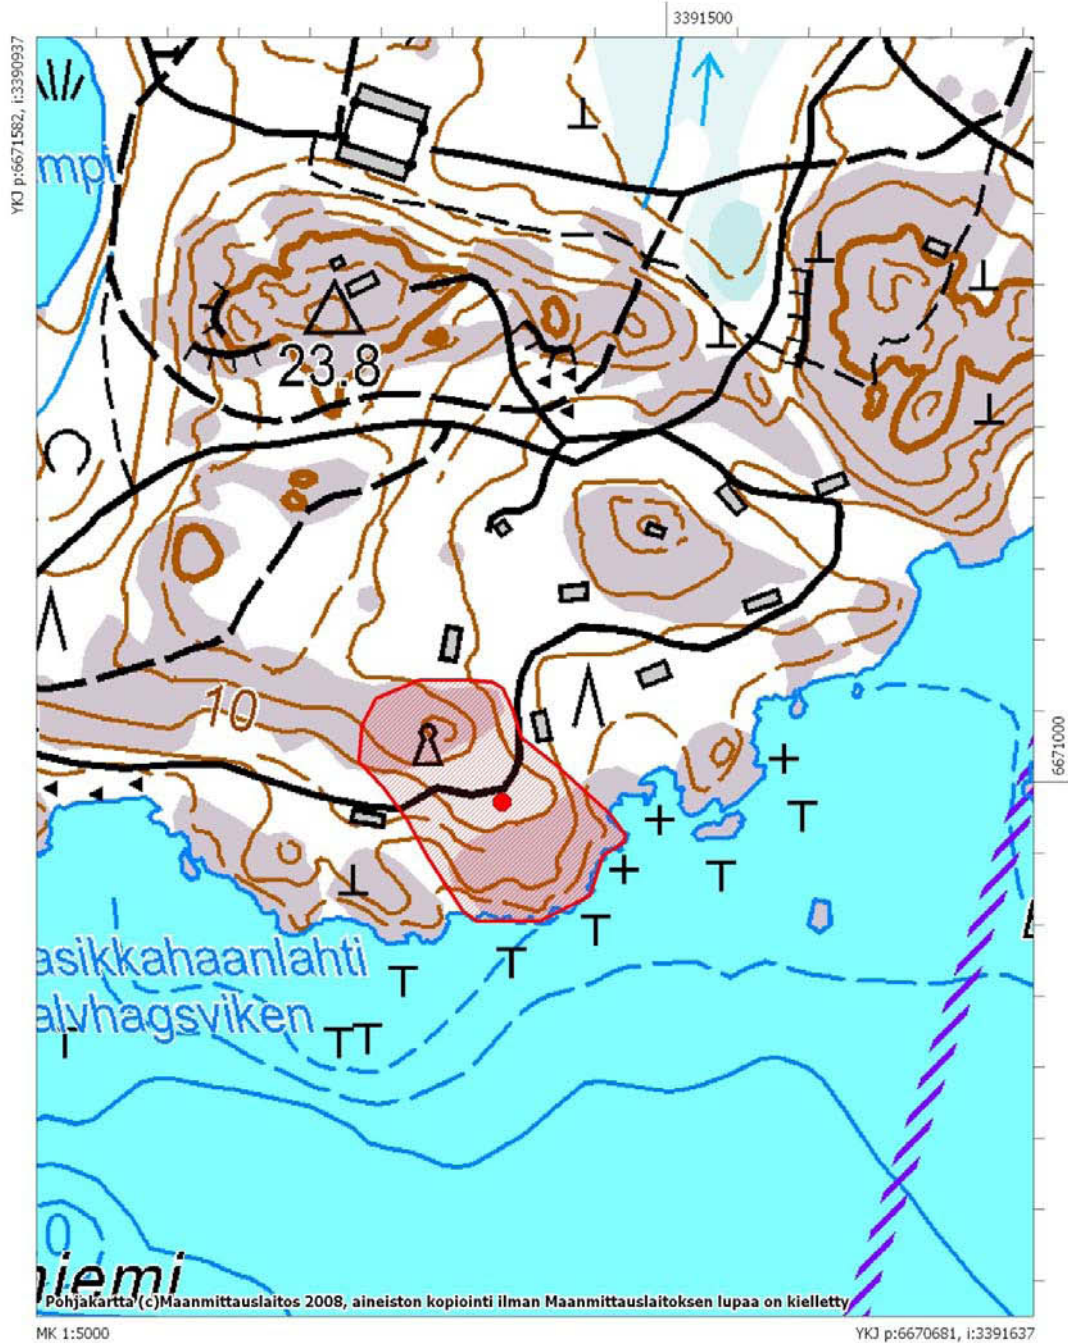 3391500
YKJ p:6671582, i:3390937
mpi
23.8
10
6671000
asikkahaanlahti
alvhagsviken
0
niemi
Pohjakartta (c)Maanmittauslaitos 2008, aineiston kopiointi ilman Maanmittauslaitoksen lupaa on kielletty
MK 1:5000
YKJ p:6670681, i:3391637